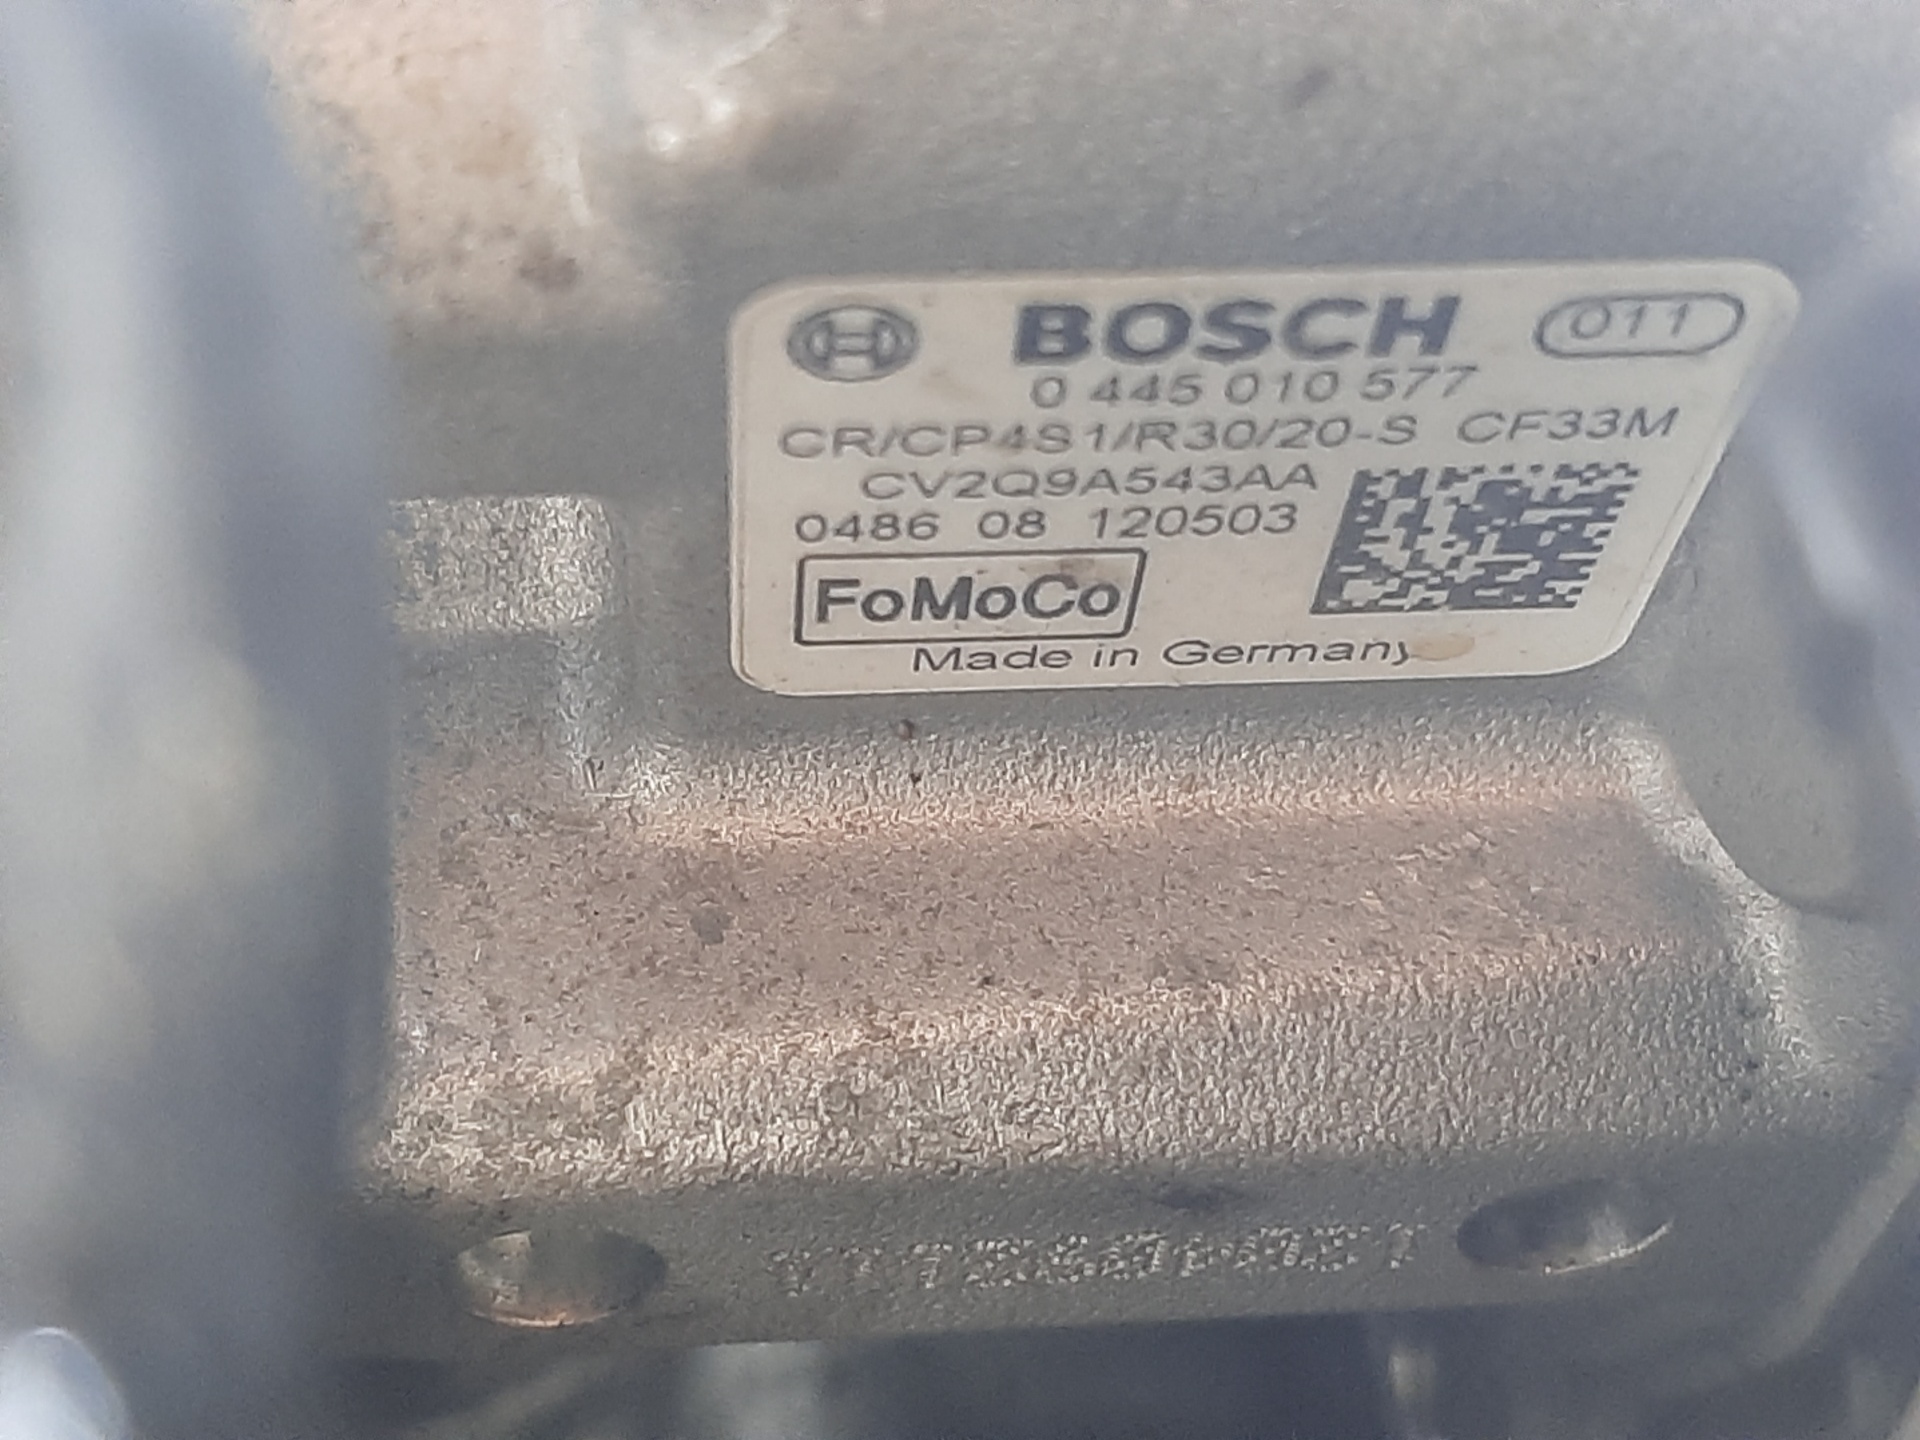 BOSCH 011
0 445 010 577
CR/CP4S1/R30/20-S CF33M
CV2Q9A543AA
0486 08 120503
FoMoCo
Made in Germany